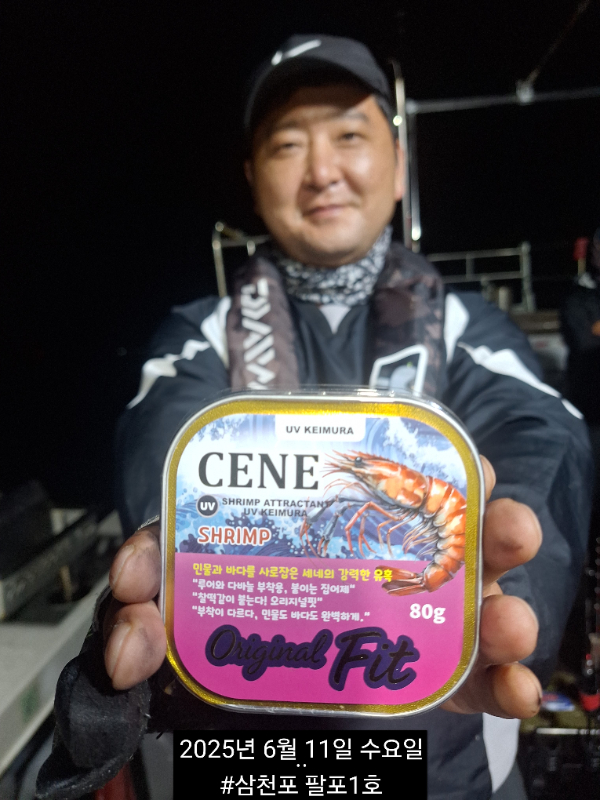 DAIWA
UV KEIMURA
CENE
UV
SHRIMP ATTRACTANT
UV KEIMURA
SHRIMP
민물과 바다를 사로잡은 세네의 강력한 유혹
"루어와 다바늘 부착용, 붙이는 집어제"
"찰떡같이 붙는다! 오리지널핏"
"부착이 다르다, 민물도 바다도 완벽하게."
80g
Original Fit
2025년 6월 11일 수요일
..
#삼천포 팔포1호